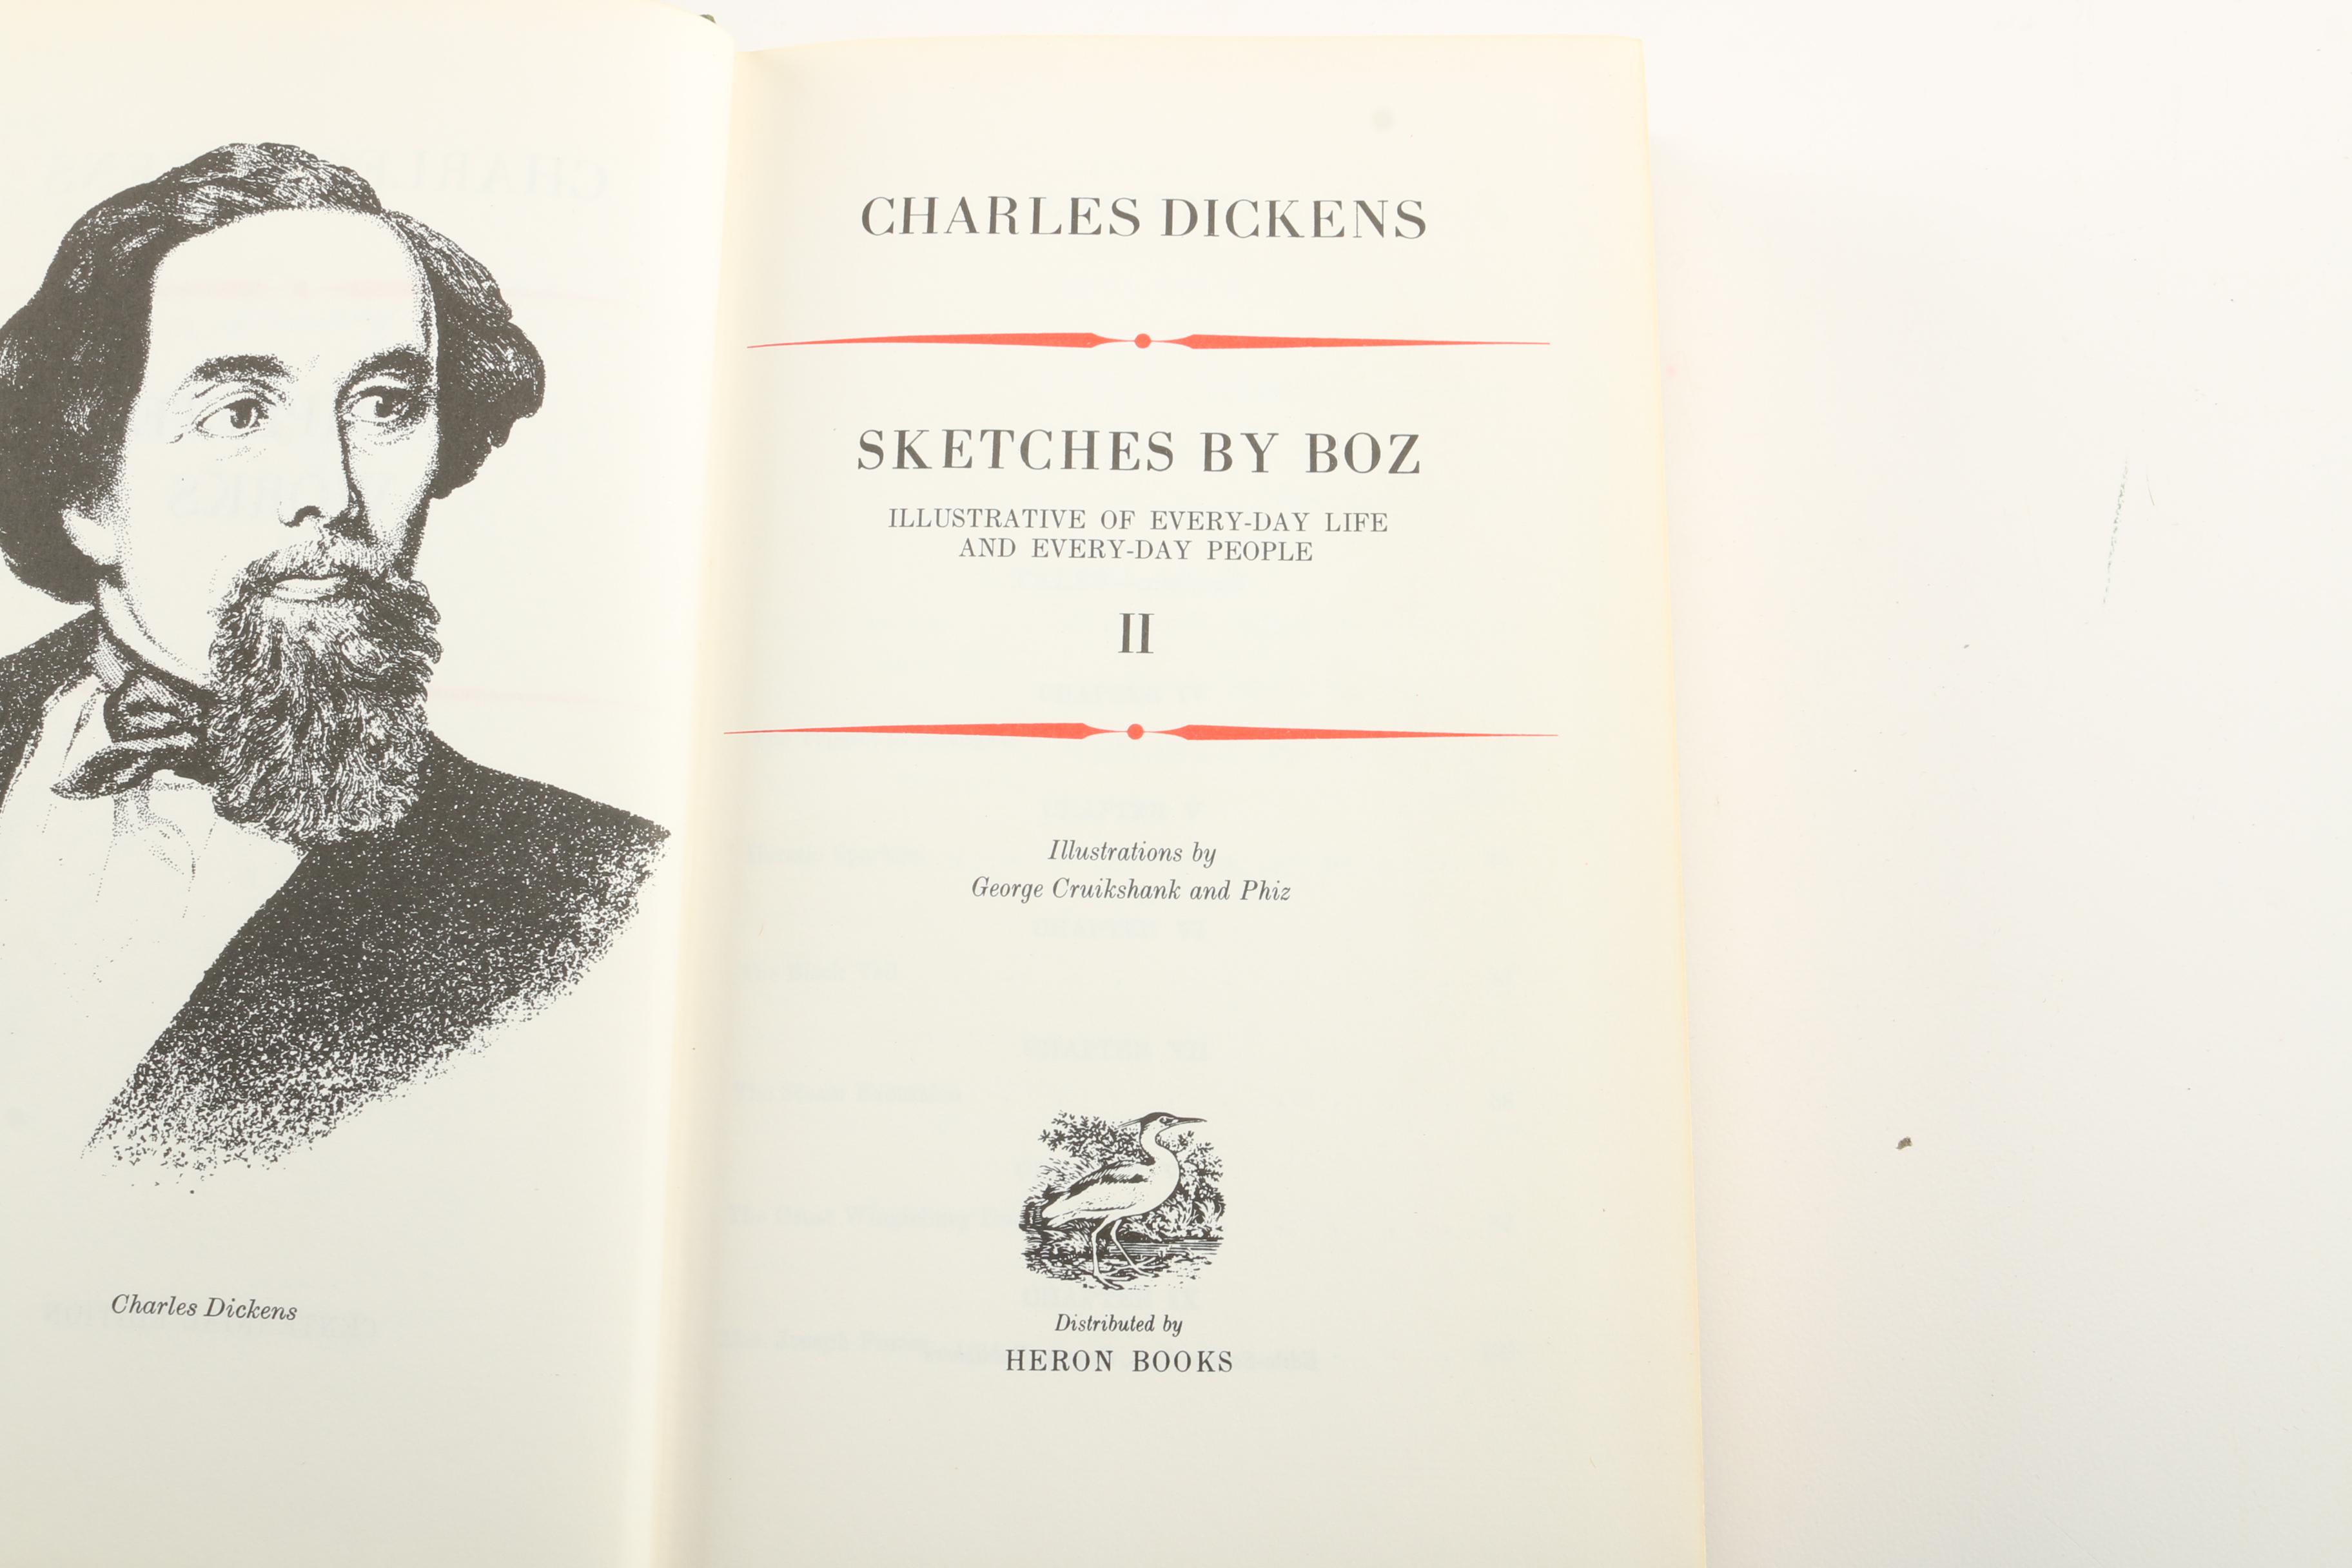 Charles Dickens
CHARLES DICKENS
SKETCHES BY BOZ
ILLUSTRATIVE OF EVERY-DAY LIFE
AND EVERY-DAY PEOPLE
II
Illustrations by
George Cruikshank and Phiz
Distributed by
HERON BOOKS